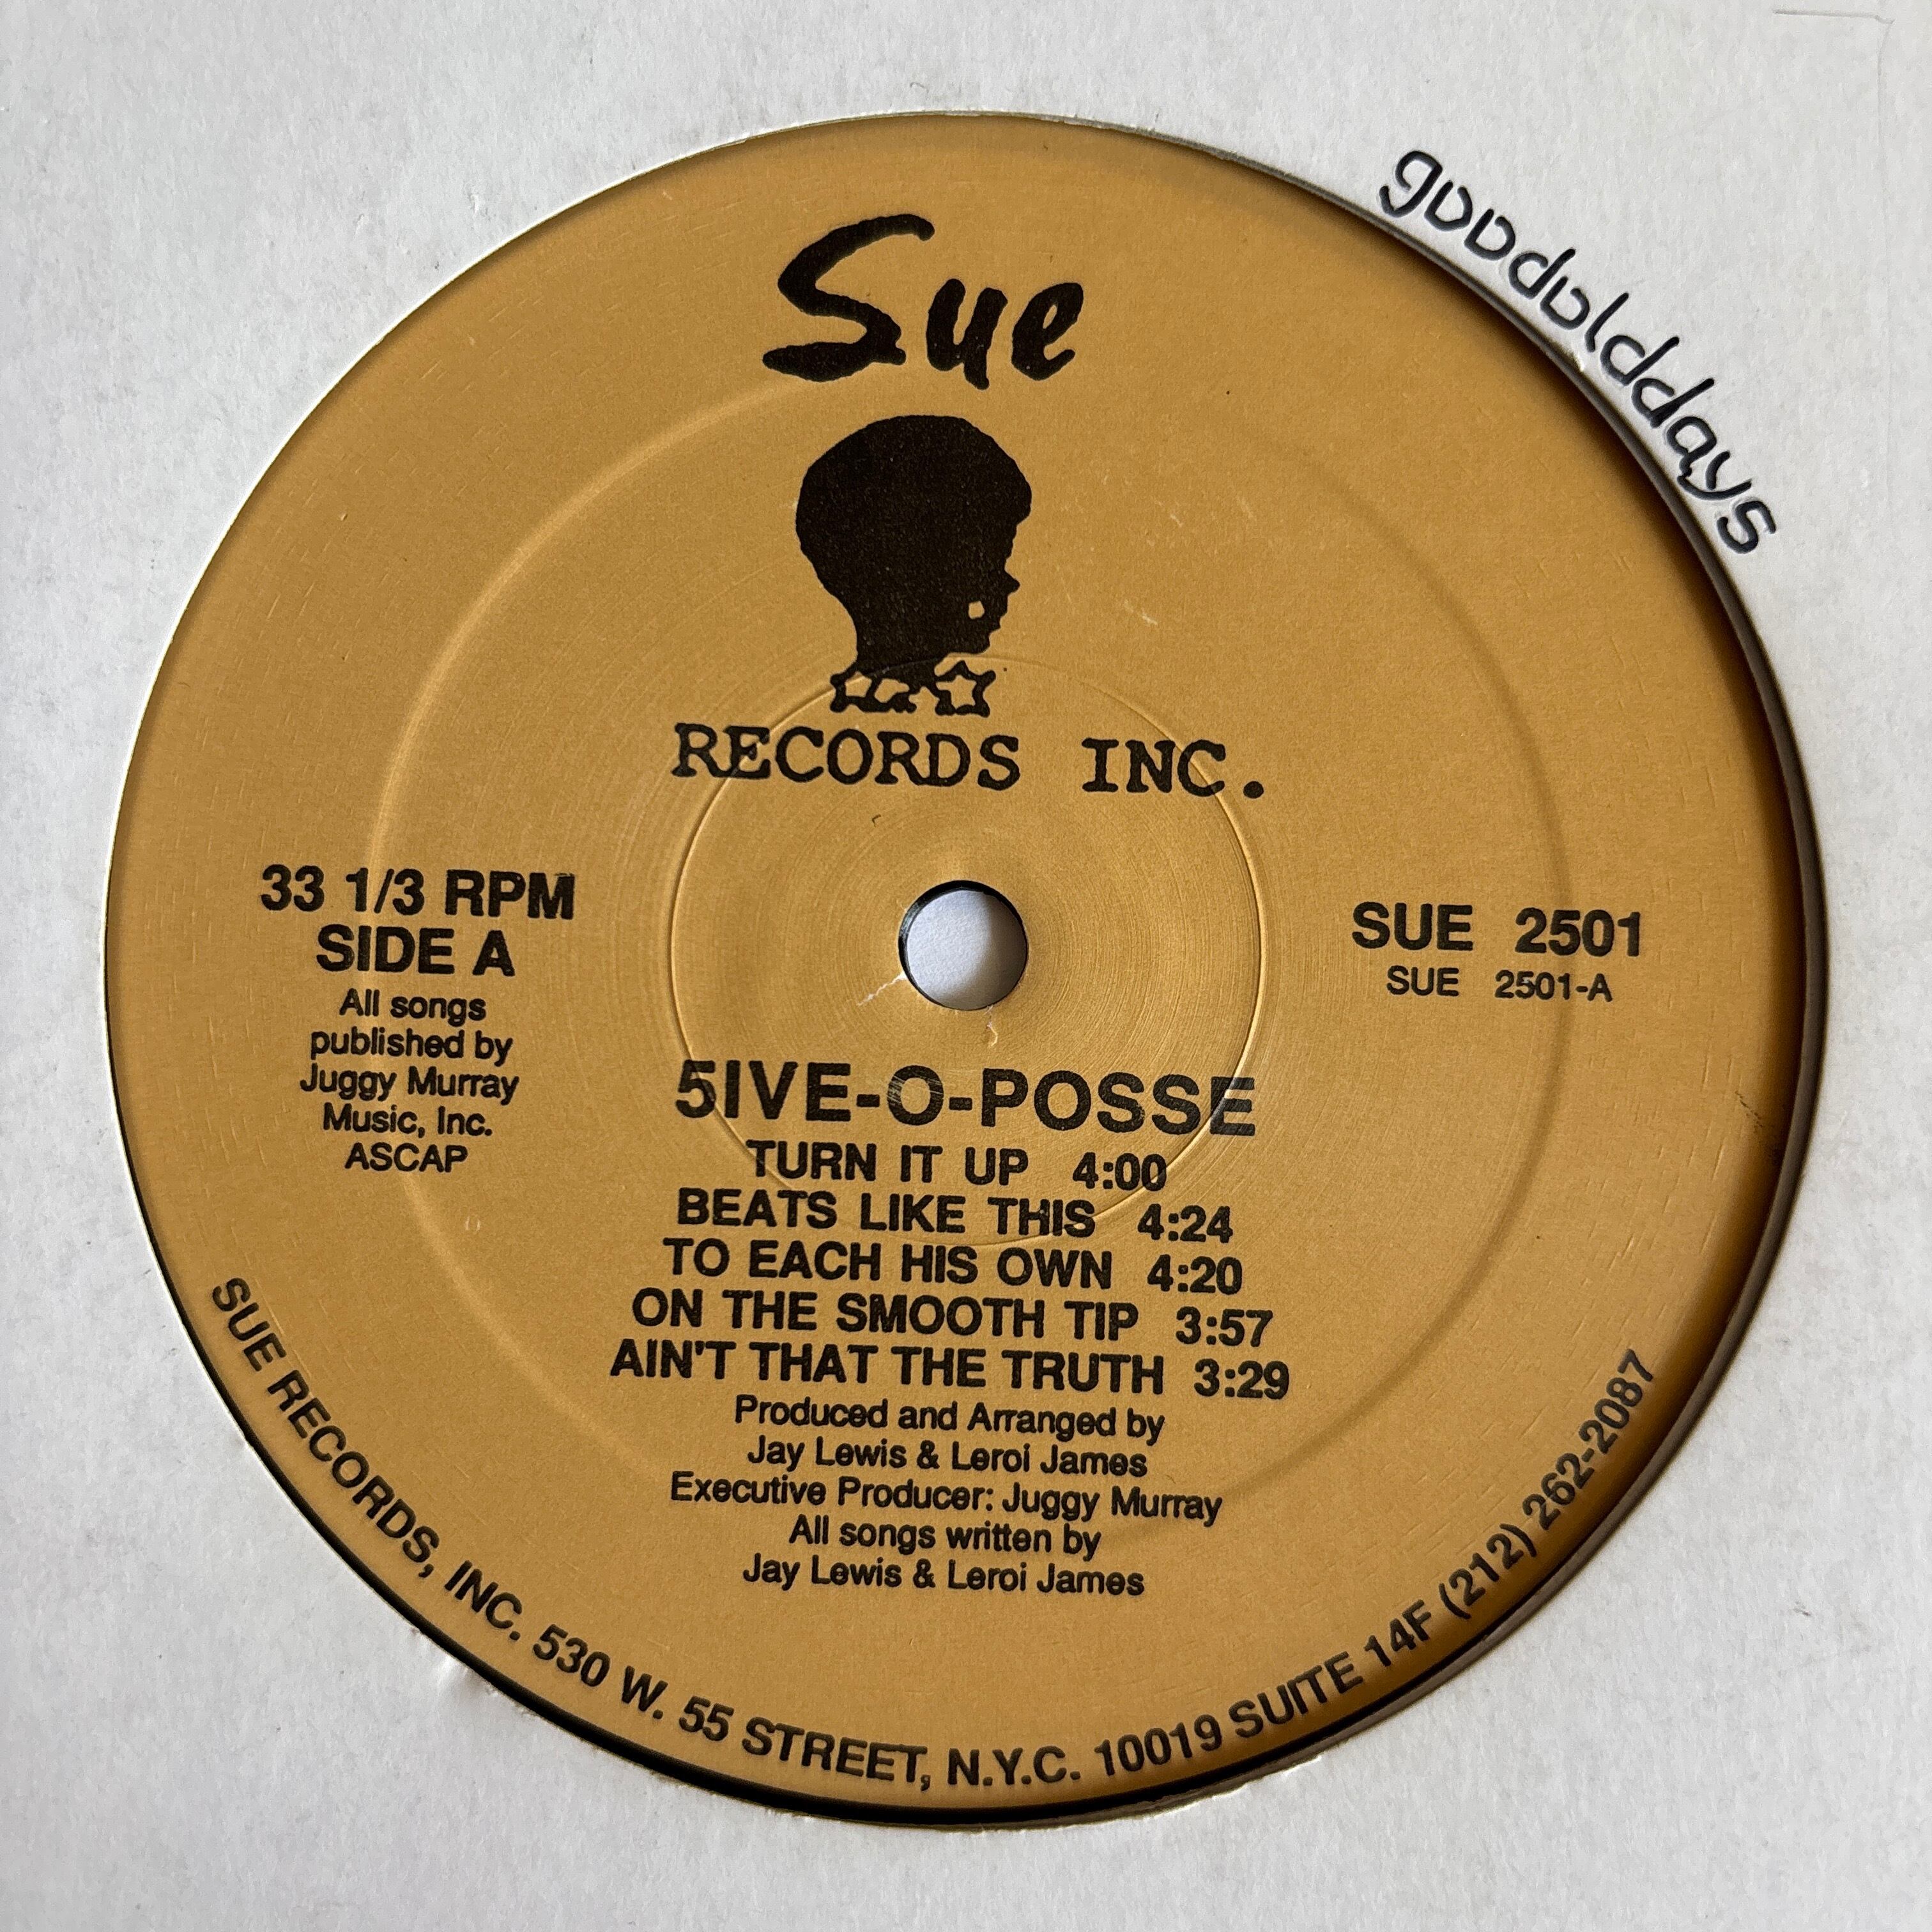 Sue
RECORDS INC.
goodolddays
33 1/3 RPM
SIDE A
All songs
published by
Juggy Murray
Music, Inc.
ASCAP
SUE 2501
SUE 2501-A
5IVE-O-POSSE
TURN IT UP 4:00
BEATS LIKE THIS 4:24
TO EACH HIS OWN 4:20
ON THE SMOOTH TIP 3:57
AIN'T THAT THE TRUTH 3:29
Produced and Arranged by
Jay Lewis & Leroi James
Executive Producer: Juggy Murray
All songs written by
Jay Lewis & Leroi James
SUE RECORDS, INC. 530 W. 55 STREET, N.Y.C. 10019 SUITE 14F (212) 262-2087